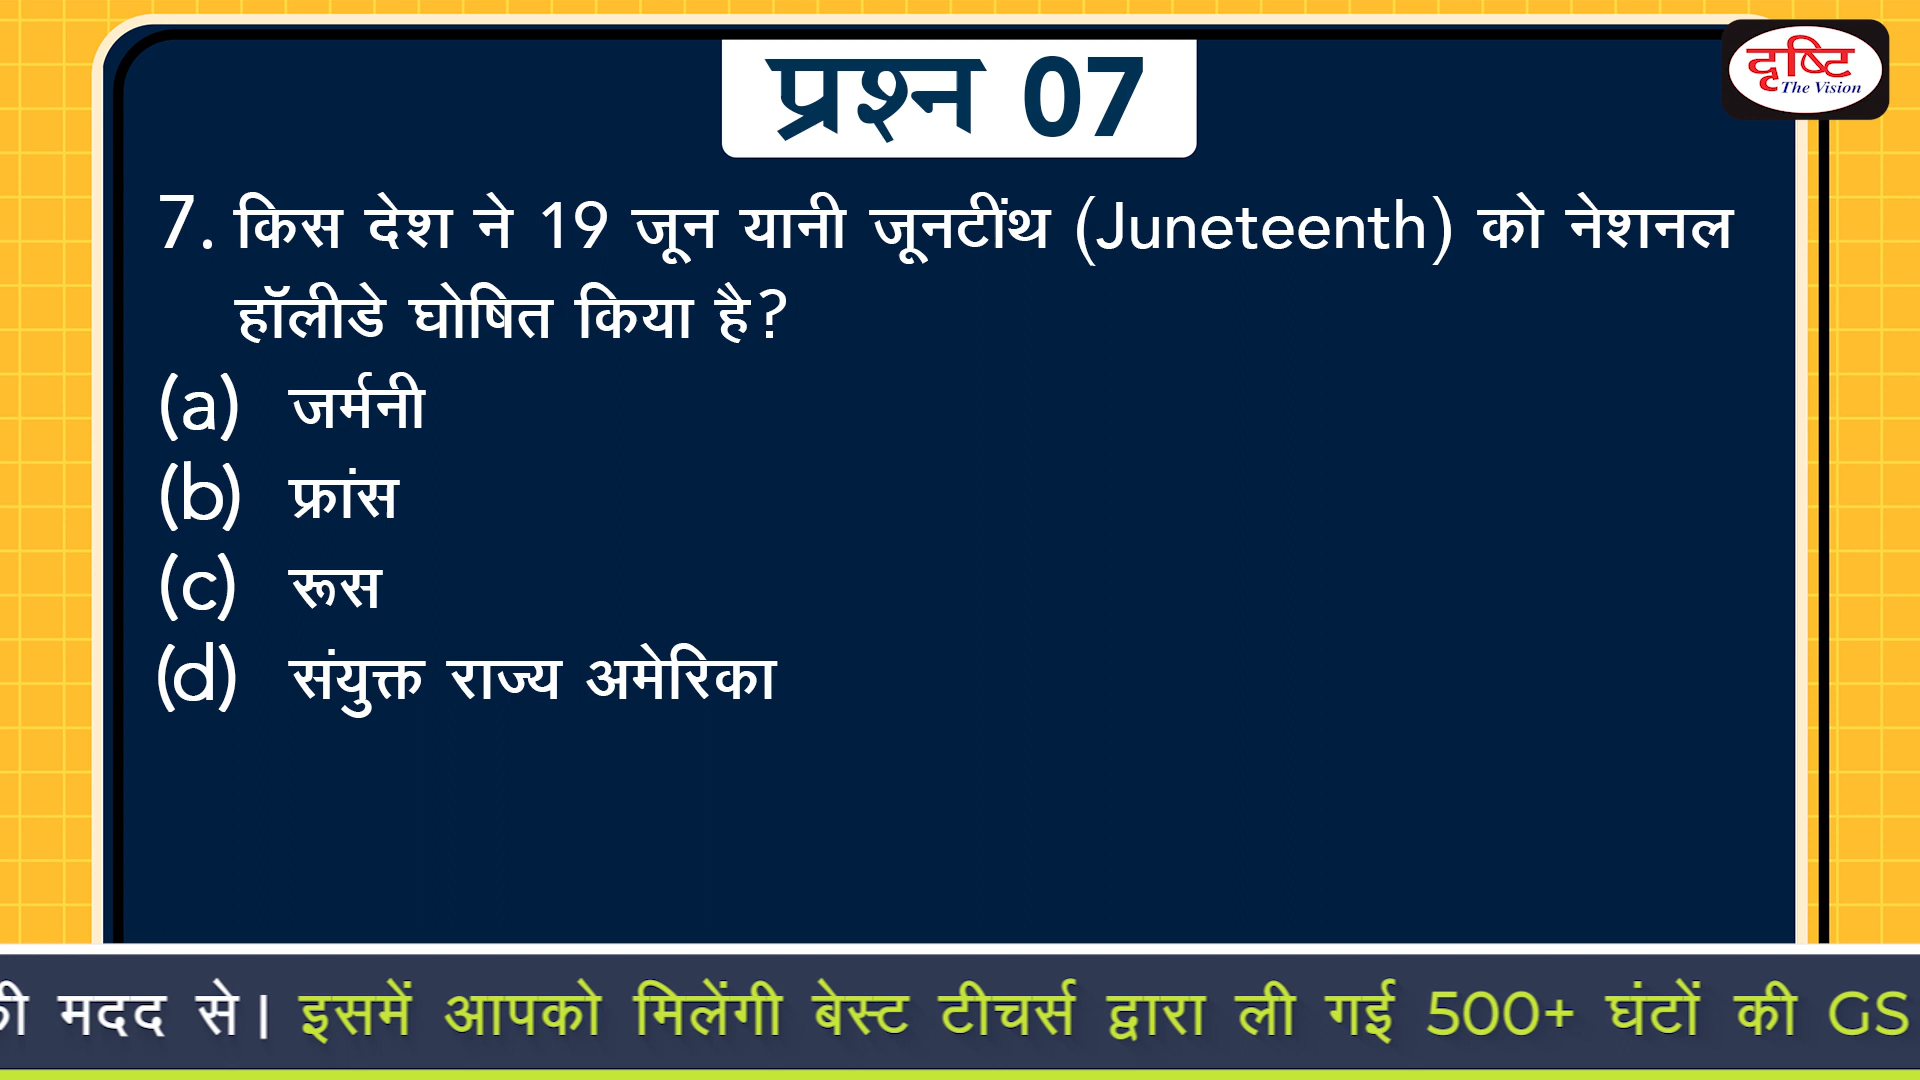 प्रश्न 07
दृष्टि
The Vision
7. किस देश ने 19 जून यानी जूनटींथ (Juneteenth) को नेशनल
हॉलीडे घोषित किया है?
(a) जर्मनी
(b) फ्रांस
(c) रूस
(d) संयुक्त राज्य अमेरिका
की मदद से। इसमें आपको मिलेंगी बेस्ट टीचर्स द्वारा ली गई 500+ घंटों की GS